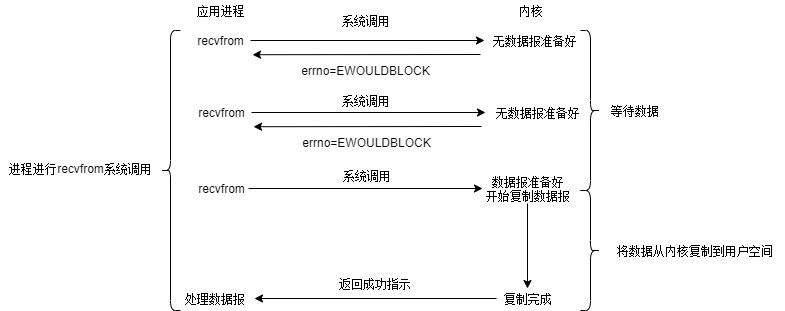 应用进程
系统调用
内核
recvfrom
无数据报准备好
errno=EWOULDBLOCK
系统调用
recvfrom
无数据报准备好
等待数据
errno=EWOULDBLOCK
进程进行recvfrom系统调用
系统调用
recvfrom
数据报准备好
开始复制数据报
将数据从内核复制到用户空间
返回成功指示
处理数据报
复制完成